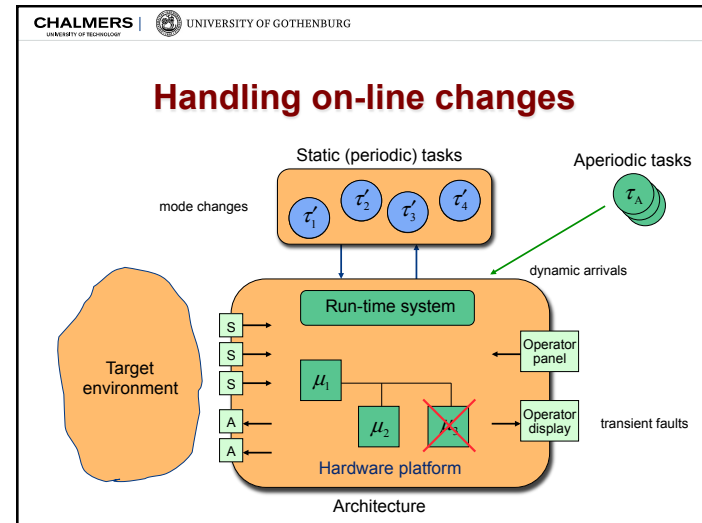 CHALMERS | UNIVERSITY OF GOTHENBURG
UNIVERSITY OF TECHNOLOGY
Handling on-line changes
Static (periodic) tasks
Aperiodic tasks
mode changes
τ′₁ τ′₂ τ′₃ τ′₄
τ_A
dynamic arrivals
Run-time system
S
S
S
A
A
Target
environment
Operator
panel
μ₁
μ₂
μ₃
Operator
display
transient faults
Hardware platform
Architecture